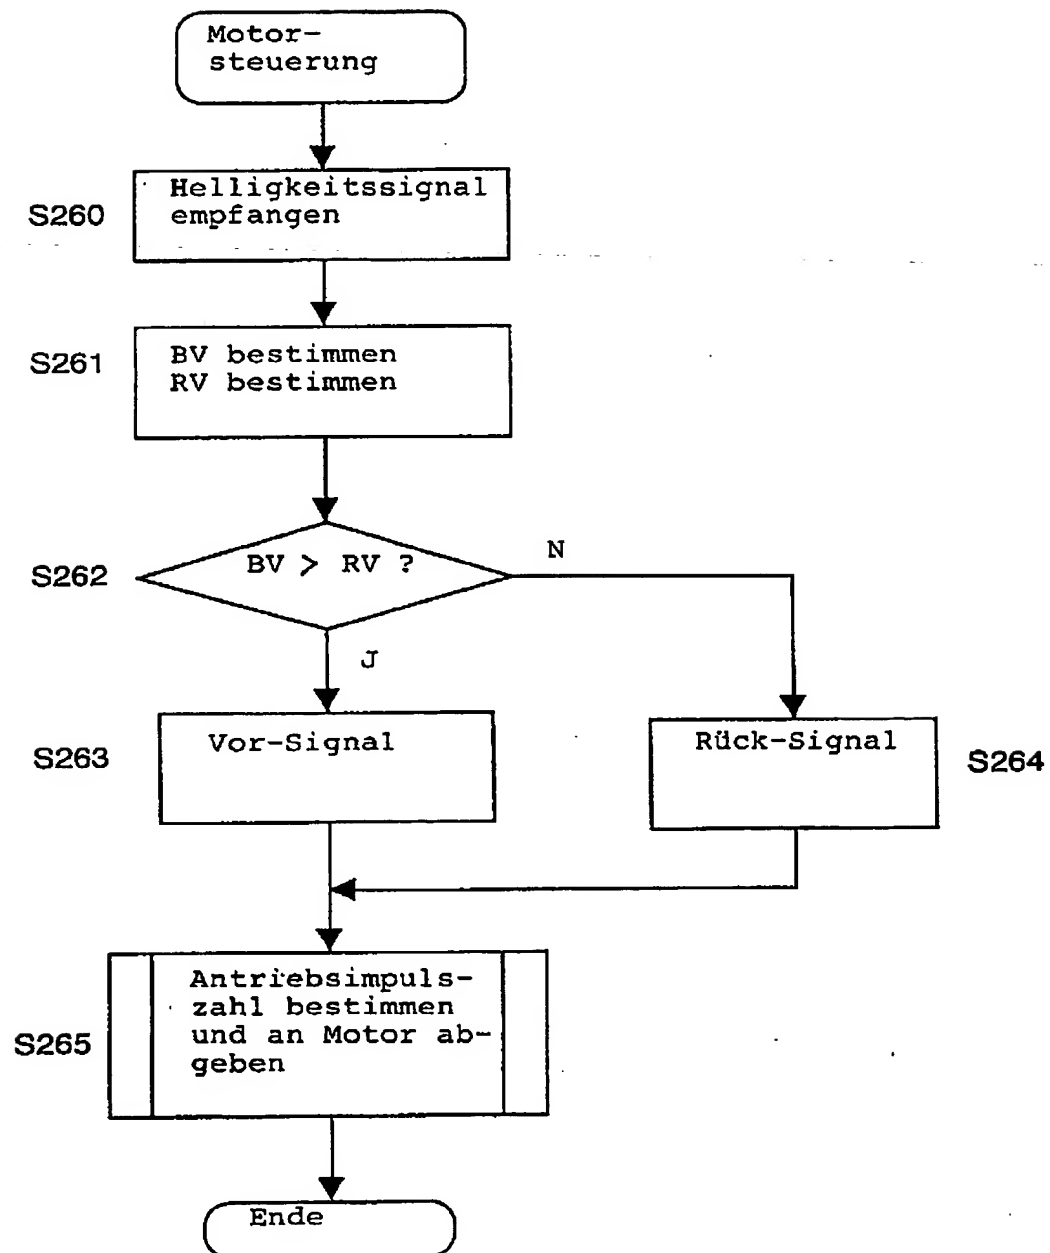 Motor-
steuerung
S260
Helligkeitssignal
empfangen
S261
BV bestimmen
RV bestimmen
S262
BV > RV ?
N
J
S263
Vor-Signal
Rück-Signal
S264
S265
Antriebsimpuls-
zahl bestimmen
und an Motor ab-
geben
Ende